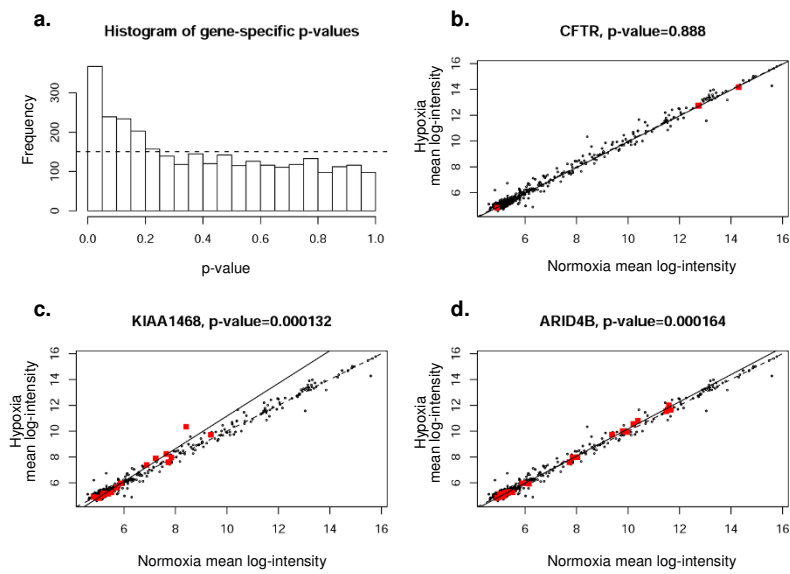 a.
Histogram of gene-specific p-values
Frequency
0 100 200 300
0.0 0.2 0.4 0.6 0.8 1.0
p-value
b.
CFTR, p-value=0.888
Hypoxia
mean log-intensity
6 8 10 12 14 16
6 8 10 12 14 16
Normoxia mean log-intensity
c.
KIAA1468, p-value=0.000132
Hypoxia
mean log-intensity
6 8 10 12 14 16
6 8 10 12 14 16
Normoxia mean log-intensity
d.
ARID4B, p-value=0.000164
Hypoxia
mean log-intensity
6 8 10 12 14 16
6 8 10 12 14 16
Normoxia mean log-intensity